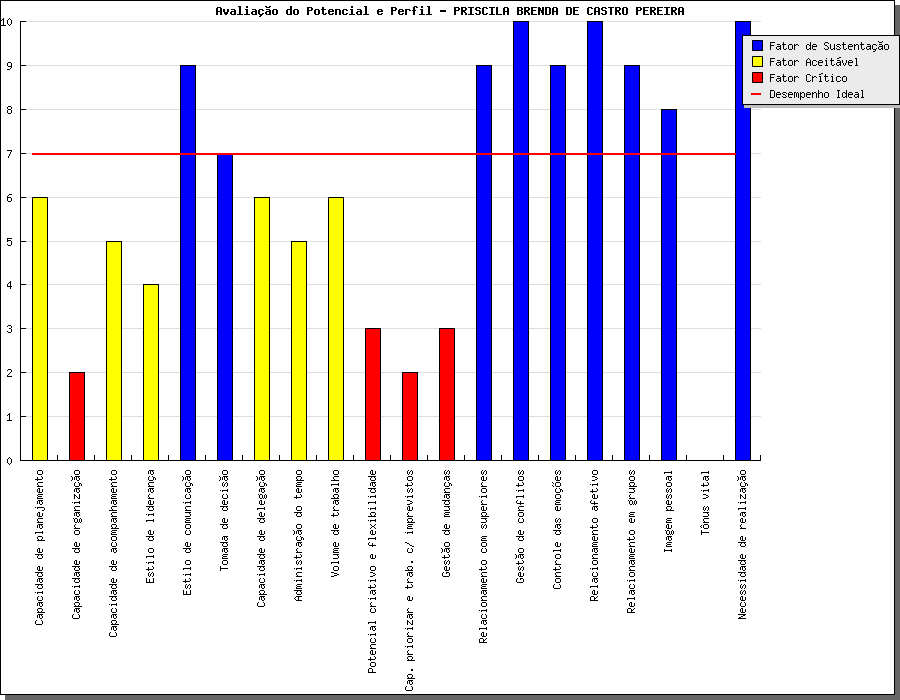 Avaliação do Potencial e Perfil - PRISCILA BRENDA DE CASTRO PEREIRA
Fator de Sustentação
Fator Aceitável
Fator Crítico
Desempenho Ideal
10
9
8
7
6
5
4
3
2
1
0
Capacidade de planejamento
Capacidade de organização
Capacidade de acompanhamento
Estilo de liderança
Estilo de comunicação
Tomada de decisão
Capacidade de delegação
Administração do tempo
Volume de trabalho
Potencial criativo e flexibilidade
Cap. priorizar e trab. c/ imprevistos
Gestão de mudanças
Relacionamento com superiores
Gestão de conflitos
Controle das emoções
Relacionamento afetivo
Relacionamento em grupos
Imagem pessoal
Tônus vital
Necessidade de realização